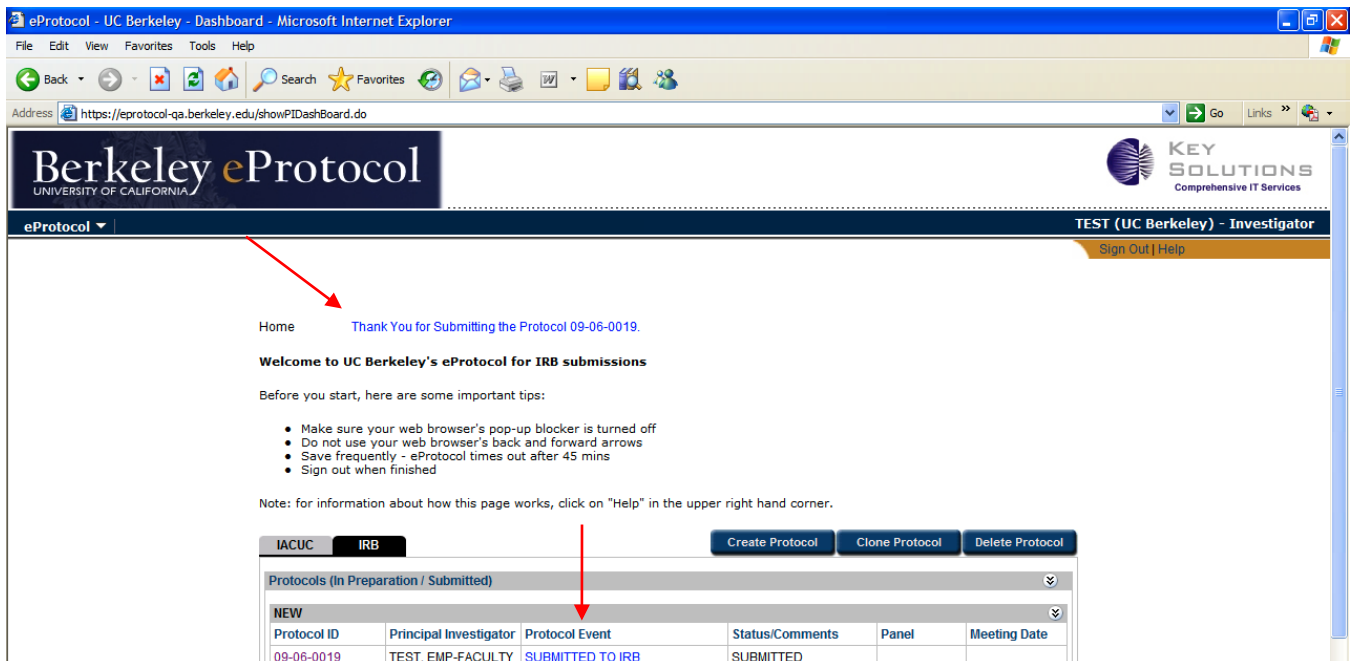 eProtocol - UC Berkeley - Dashboard - Microsoft Internet Explorer
File Edit View Favorites Tools Help
Back Search Favorites
Address https://eprotocol-qa.berkeley.edu/showPIDashBoard.do Go Links »
Berkeley eProtocol
UNIVERSITY OF CALIFORNIA
KEY
SOLUTIONS
Comprehensive IT Services
eProtocol TEST (UC Berkeley) - Investigator
Sign Out | Help
Home Thank You for Submitting the Protocol 09-06-0019.
Welcome to UC Berkeley's eProtocol for IRB submissions
Before you start, here are some important tips:
• Make sure your web browser's pop-up blocker is turned off
• Do not use your web browser's back and forward arrows
• Save frequently - eProtocol times out after 45 mins
• Sign out when finished
Note: for information about how this page works, click on "Help" in the upper right hand corner.
IACUC IRB Create Protocol Clone Protocol Delete Protocol
Protocols (In Preparation / Submitted)
NEW
Protocol ID Principal Investigator Protocol Event Status/Comments Panel Meeting Date
09-06-0019 TEST, EMP-FACULTY SUBMITTED TO IRB SUBMITTED